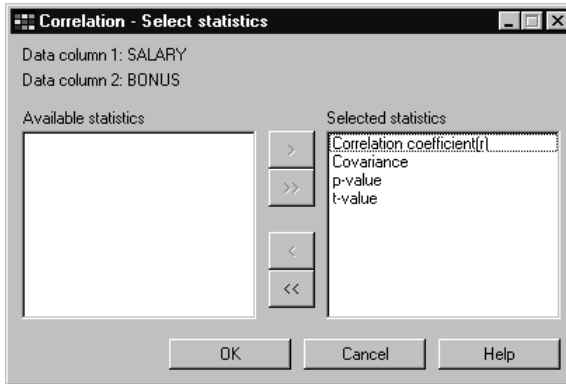 Correlation - Select statistics
Data column 1: SALARY
Data column 2: BONUS
Available statistics
Selected statistics
Correlation coefficient(r)
Covariance
p-value
t-value
>
>>
<
<<
OK
Cancel
Help